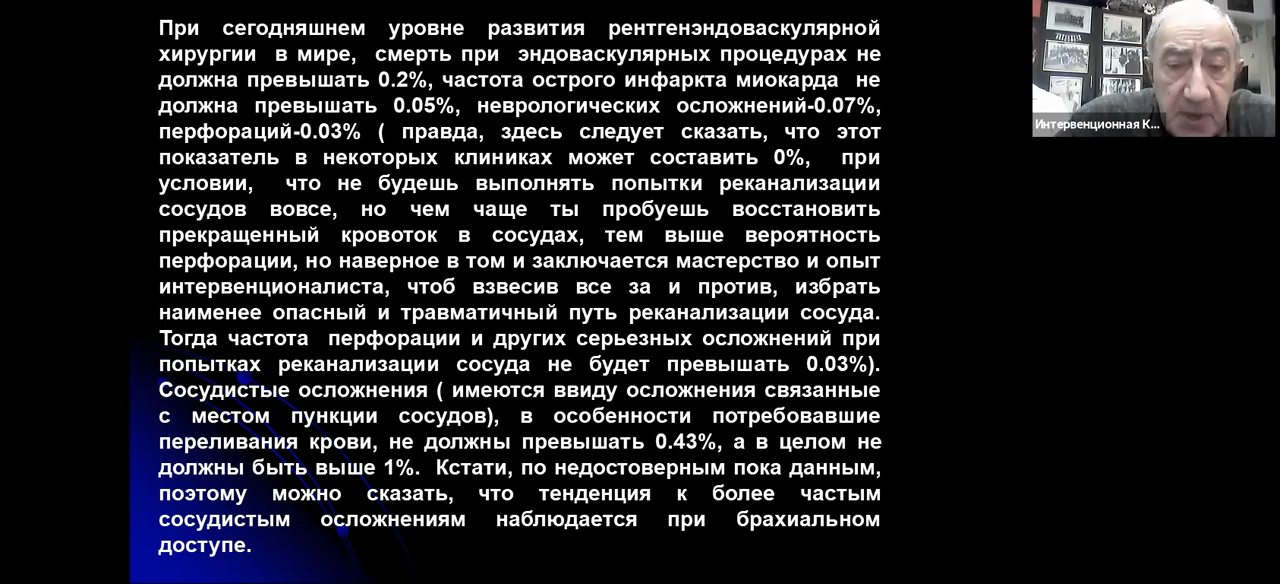 При сегодняшнем уровне развития рентгенэндоваскулярной
хирургии в мире, смерть при эндоваскулярных процедурах не
должна превышать 0.2%, частота острого инфаркта миокарда не
должна превышать 0.05%, неврологических осложнений-0.07%,
перфораций-0.03% ( правда, здесь следует сказать, что этот
показатель в некоторых клиниках может составить 0%, при
условии, что не будешь выполнять попытки реканализации
сосудов вовсе, но чем чаще ты пробуешь восстановить
прекращенный кровоток в сосудах, тем выше вероятность
перфорации, но наверное в том и заключается мастерство и опыт
интервенционалиста, чтоб взвесив все за и против, избрать
наименее опасный и травматичный путь реканализации сосуда.
Тогда частота перфорации и других серьезных осложнений при
попытках реканализации сосуда не будет превышать 0.03%).
Сосудистые осложнения ( имеются ввиду осложнения связанные
с местом пункции сосудов), в особенности потребовавшие
переливания крови, не должны превышать 0.43%, а в целом не
должны быть выше 1%. Кстати, по недостоверным пока данным,
поэтому можно сказать, что тенденция к более частым
сосудистым осложнениям наблюдается при брахиальном
доступе.
Интервенционная К...